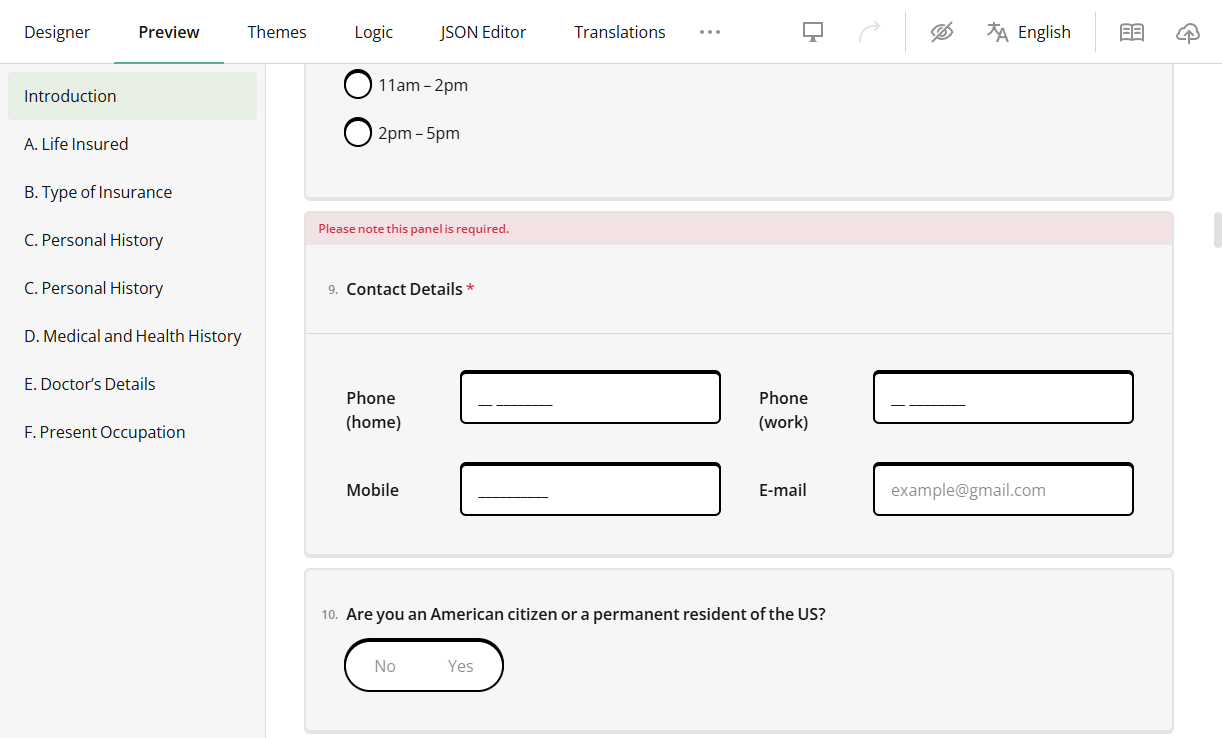 Designer Preview Themes Logic JSON Editor Translations English
Introduction
A. Life Insured
B. Type of Insurance
C. Personal History
C. Personal History
D. Medical and Health History
E. Doctor’s Details
F. Present Occupation
11am – 2pm
2pm – 5pm
Please note this panel is required.
9. Contact Details *
Phone (home)
__ ________
Phone (work)
__ ________
Mobile
__________
E-mail
example@gmail.com
10. Are you an American citizen or a permanent resident of the US?
No Yes